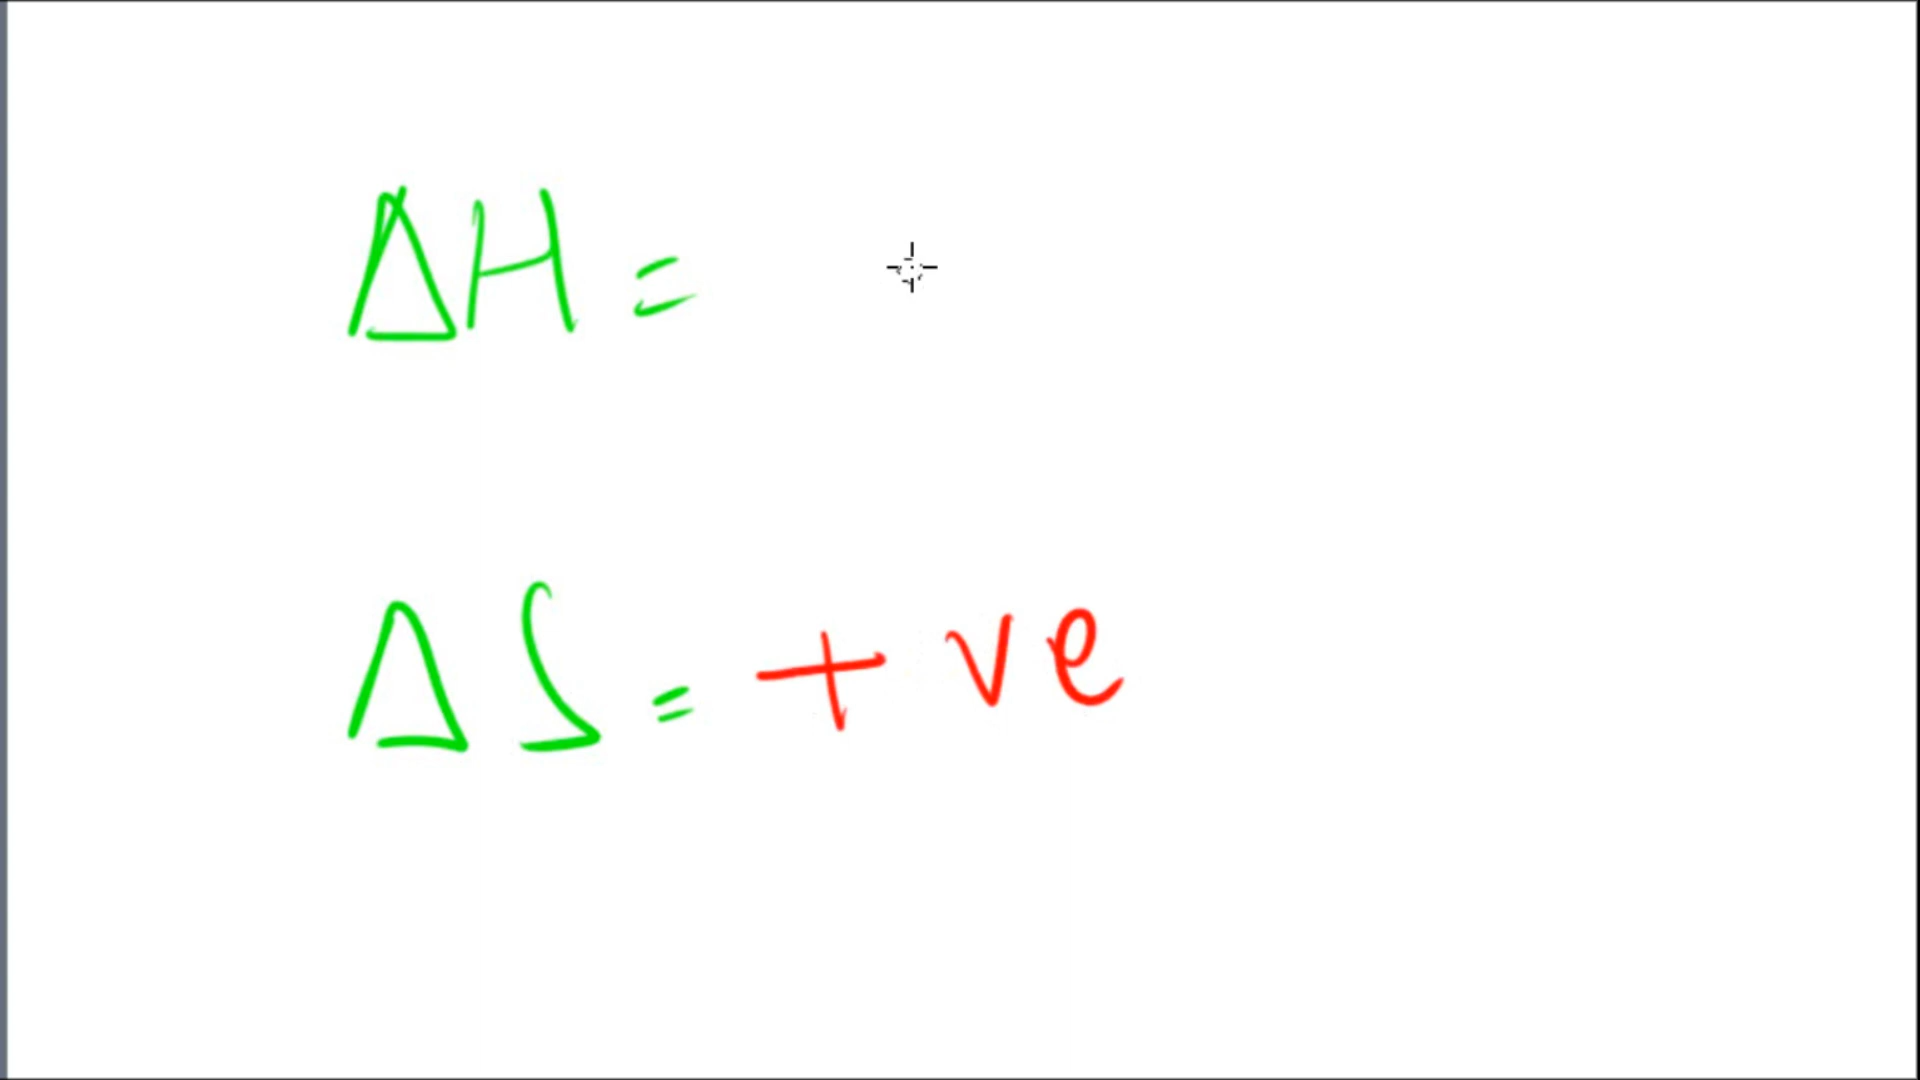 ΔH =
ΔS = + ve